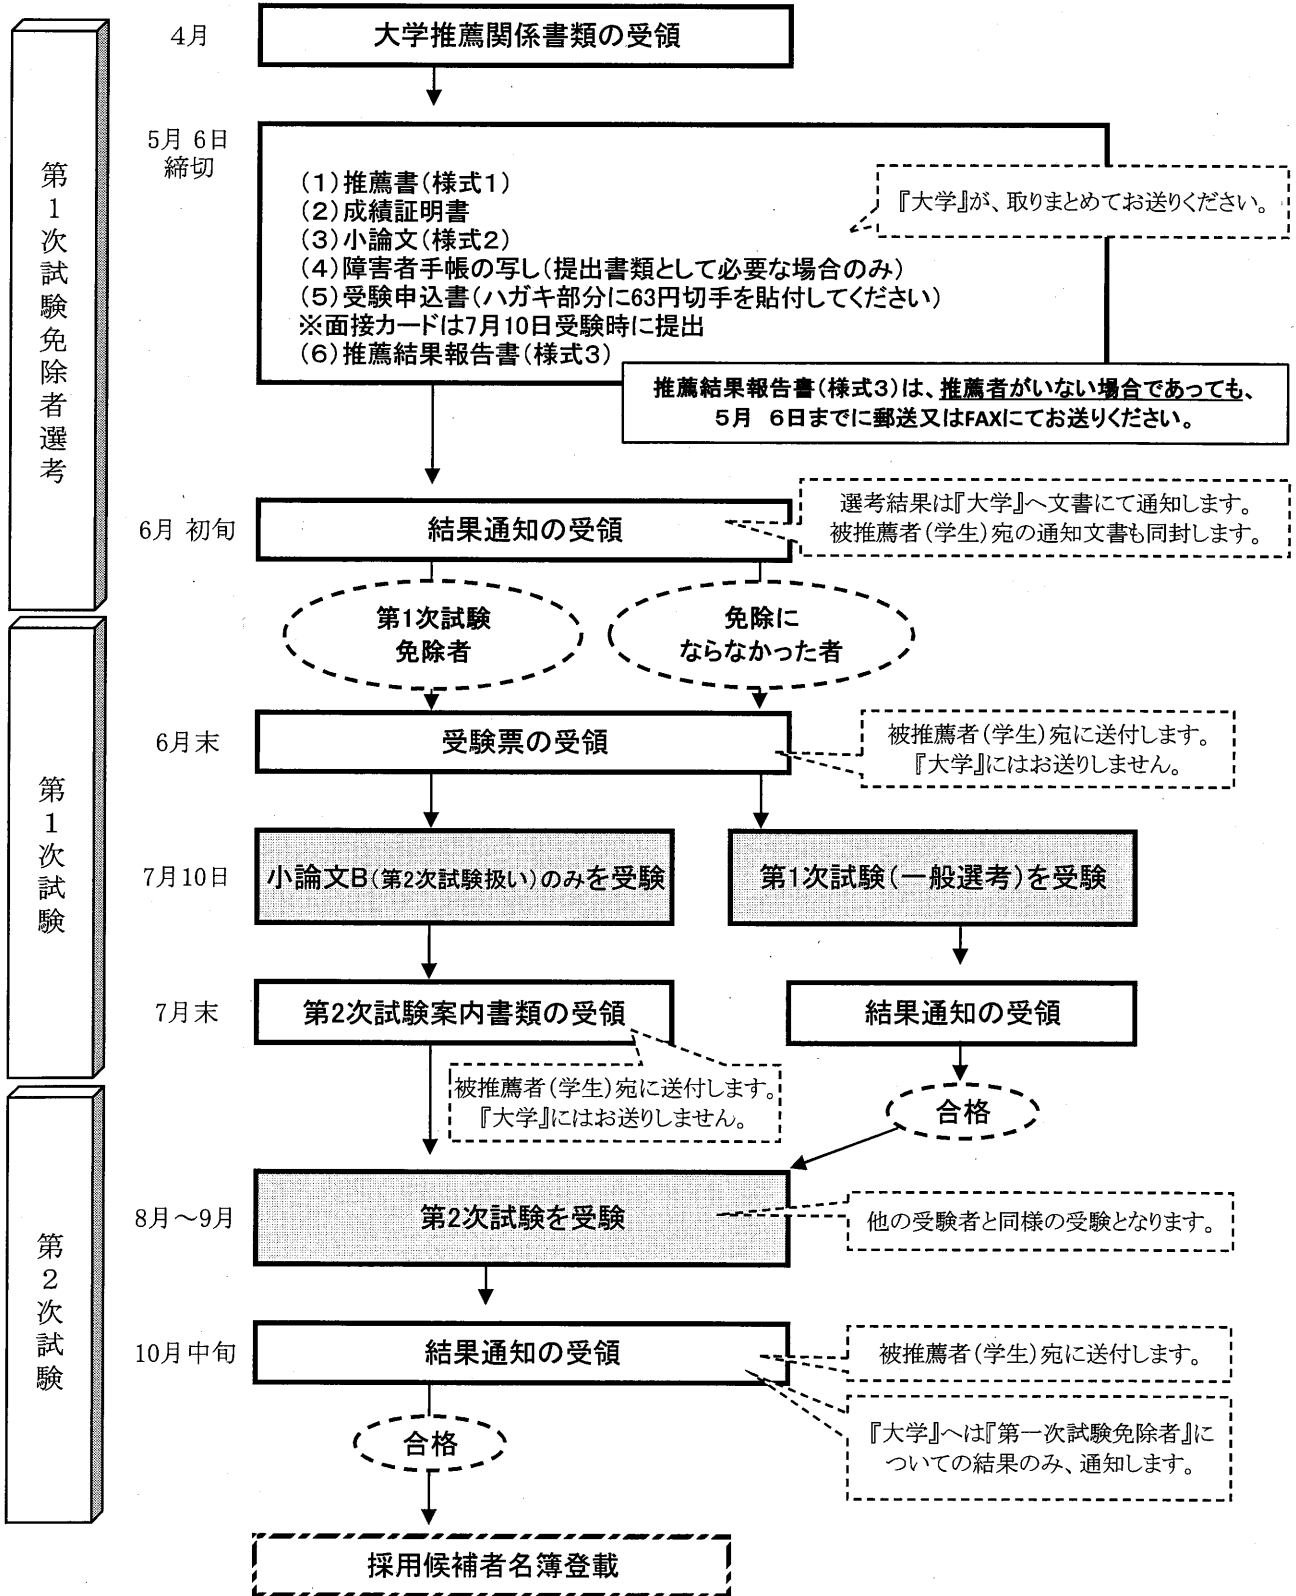 第1次試験免除者選考
4月
大学推薦関係書類の受領
5月 6日
締切
(1)推薦書(様式1)
(2)成績証明書
(3)小論文(様式2)
(4)障害者手帳の写し(提出書類として必要な場合のみ)
(5)受験申込書(ハガキ部分に63円切手を貼付してください)
※面接カードは7月10日受験時に提出
(6)推薦結果報告書(様式3)
『大学』が、取りまとめてお送りください。
推薦結果報告書(様式3)は、推薦者がいない場合であっても、
5月 6日までに郵送又はFAXにてお送りください。
6月 初旬
結果通知の受領
選考結果は『大学』へ文書にて通知します。
被推薦者(学生)宛の通知文書も同封します。
第1次試験
免除者
免除に
ならなかった者
第1次試験
6月末
受験票の受領
被推薦者(学生)宛に送付します。
『大学』にはお送りしません。
7月10日
小論文B(第2次試験扱い)のみを受験
第1次試験(一般選考)を受験
7月末
第2次試験案内書類の受領
結果通知の受領
被推薦者(学生)宛に送付します。
『大学』にはお送りしません。
合格
第2次試験
8月～9月
第2次試験を受験
他の受験者と同様の受験となります。
10月中旬
結果通知の受領
被推薦者(学生)宛に送付します。
『大学』へは『第一次試験免除者』に
ついての結果のみ、通知します。
合格
採用候補者名簿登載